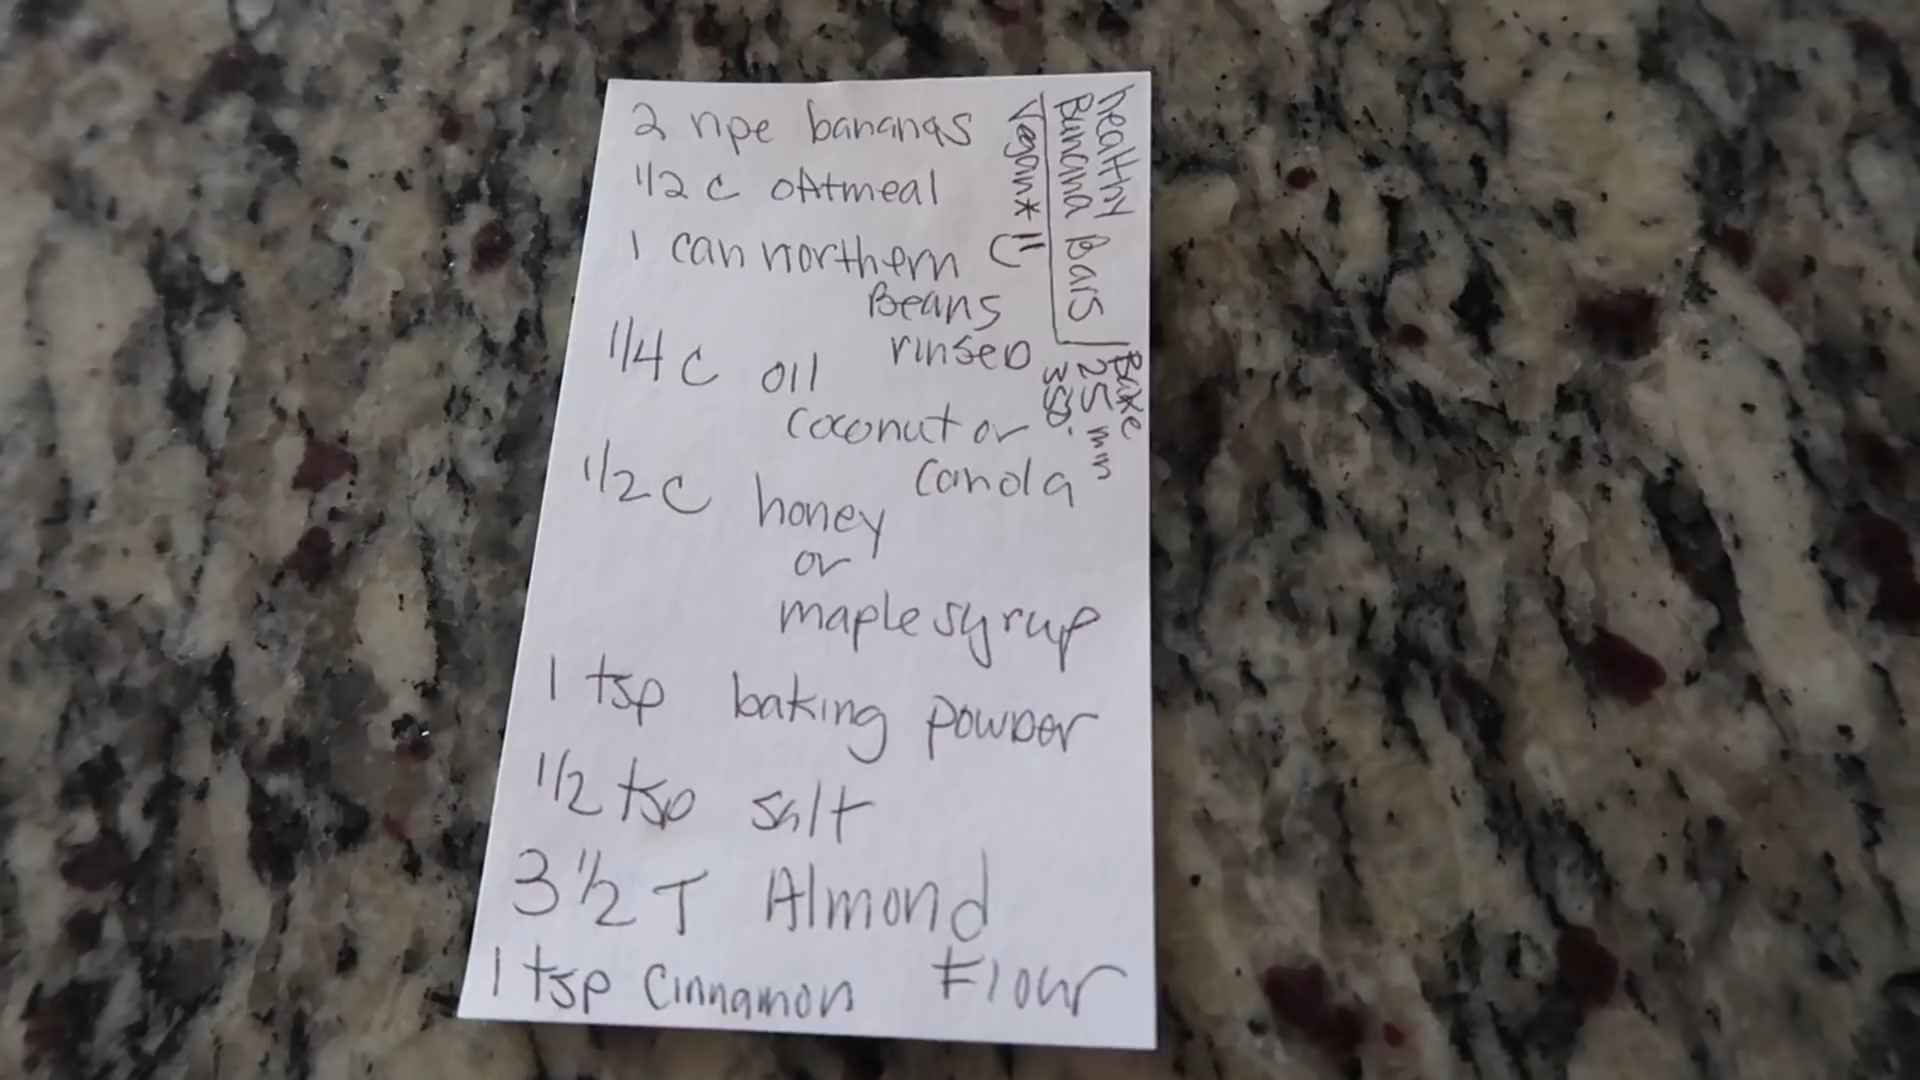 healthy
Banana Bars
Vegan*
Bake
25 min
350.
2 ripe bananas
1/2 c oAtmeal
1 can northern
Beans
rinseD
1/4 c oil
coconut or
canola
1/2 c honey
or
maple syrup
1 tsp baking powDer
1/2 tsp salt
3 1/2 T Almond
Flour
1 tsp Cinnamon